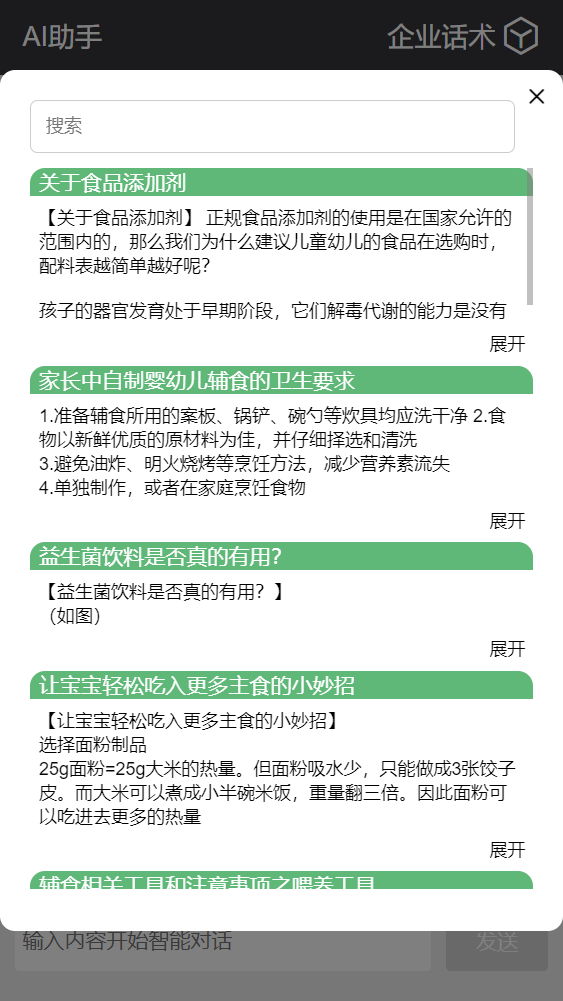 AI助手
企业话术
搜索
关于食品添加剂
【关于食品添加剂】 正规食品添加剂的使用是在国家允许的
范围内的，那么我们为什么建议儿童幼儿的食品在选购时，
配料表越简单越好呢？
孩子的器官发育处于早期阶段，它们解毒代谢的能力是没有
展开
家长中自制婴幼儿辅食的卫生要求
1.准备辅食所用的案板、锅铲、碗勺等炊具均应洗干净 2.食
物以新鲜优质的原材料为佳，并仔细择选和清洗
3.避免油炸、明火烧烤等烹饪方法，减少营养素流失
4.单独制作，或者在家庭烹饪食物
展开
益生菌饮料是否真的有用？
【益生菌饮料是否真的有用？】
（如图）
展开
让宝宝轻松吃入更多主食的小妙招
【让宝宝轻松吃入更多主食的小妙招】
选择面粉制品
25g面粉=25g大米的热量。但面粉吸水少，只能做成3张饺子
皮。而大米可以煮成小半碗米饭，重量翻三倍。因此面粉可
以吃进去更多的热量
展开
辅食相关工具和注意事项之喂养工具
输入内容开始智能对话
发送